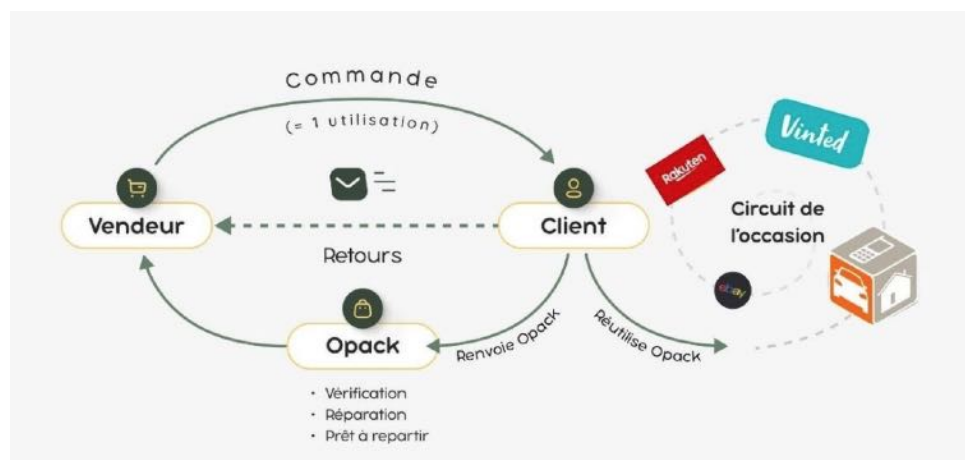 Commande
(= 1 utilisation)
Vendeur
Client
Retours
Opack
Renvoie Opack
Réutilise Opack
• Vérification
• Réparation
• Prêt à repartir
Rakuten
Vinted
Circuit de
l'occasion
ebay